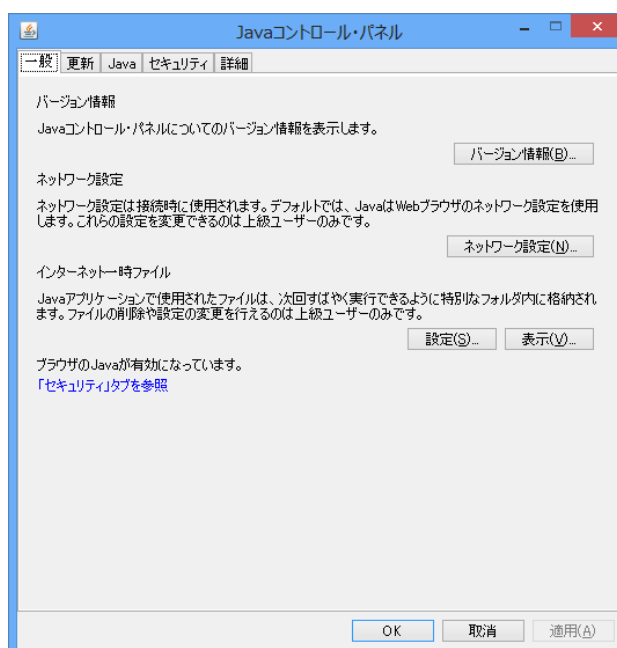 Javaコントロール・パネル
一般 更新 Java セキュリティ 詳細
バージョン情報
Javaコントロール・パネルについてのバージョン情報を表示します。
バージョン情報(B)...
ネットワーク設定
ネットワーク設定は接続時に使用されます。デフォルトでは、JavaはWebブラウザのネットワーク設定を使用
します。これらの設定を変更できるのは上級ユーザーのみです。
ネットワーク設定(N)...
インターネット一時ファイル
Javaアプリケーションで使用されたファイルは、次回すばやく実行できるように特別なフォルダ内に格納され
ます。ファイルの削除や設定の変更を行えるのは上級ユーザーのみです。
設定(S)... 表示(V)...
ブラウザのJavaが有効になっています。
「セキュリティ」タブを参照
OK 取消 適用(A)